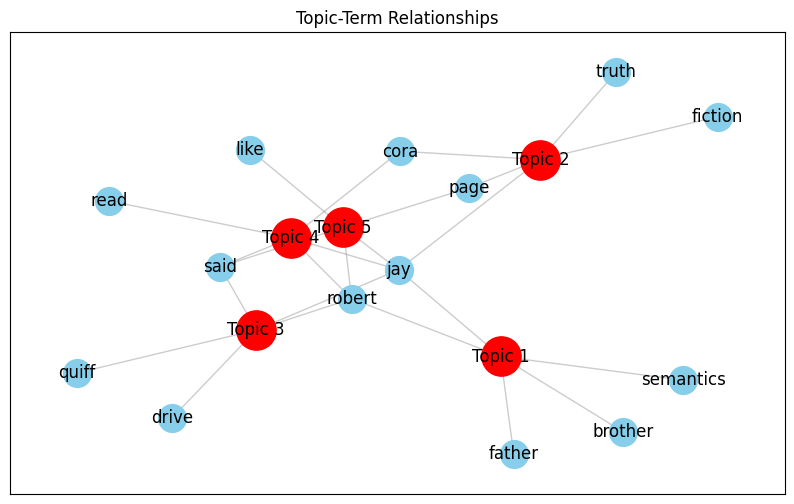 Topic-Term Relationships
truth
fiction
like
cora
Topic 2
page
read
Topic 5
Topic 4
said
jay
robert
Topic 3
Topic 1
quiff
semantics
drive
brother
father